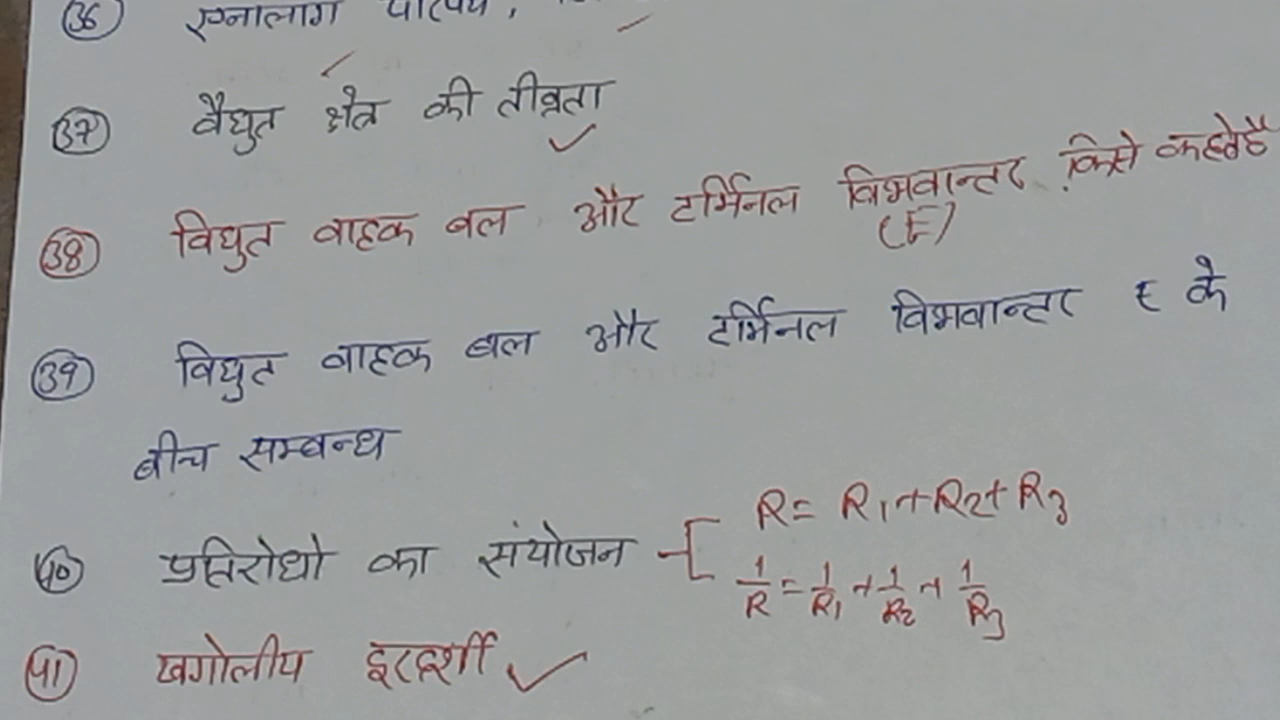 (36) एनालाग परिपथ,
(37) वैधुत क्षेत्र की तीव्रता
(38) विधुत वाहक बल और टर्मिनल विभवान्तर किसे कहते है
(E)
(39) विधुत वाहक बल और टर्मिनल विभवान्तर E के
बीच सम्बन्ध
(40) प्रतिरोधो का संयोजन { R = R1 + R2 + R3
1/R = 1/R1 + 1/R2 + 1/R3
(41) खगोलीय दूरदर्शी